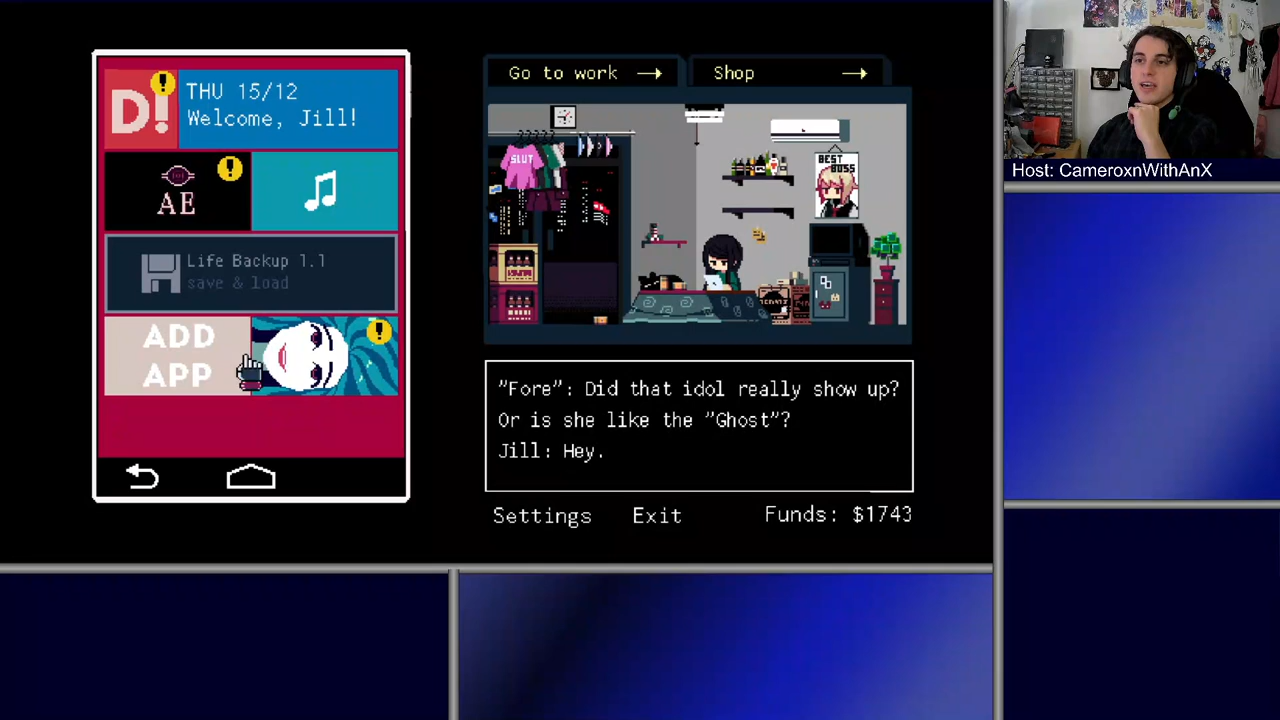 D!
THU 15/12
Welcome, Jill!
AE
Life Backup 1.1
save & load
ADD
APP
Go to work →
Shop →
SLUT
BEST
BOSS
"Fore": Did that idol really show up?
Or is she like the "Ghost"?
Jill: Hey.
Settings
Exit
Funds: $1743
Host: CameroxnWithAnX